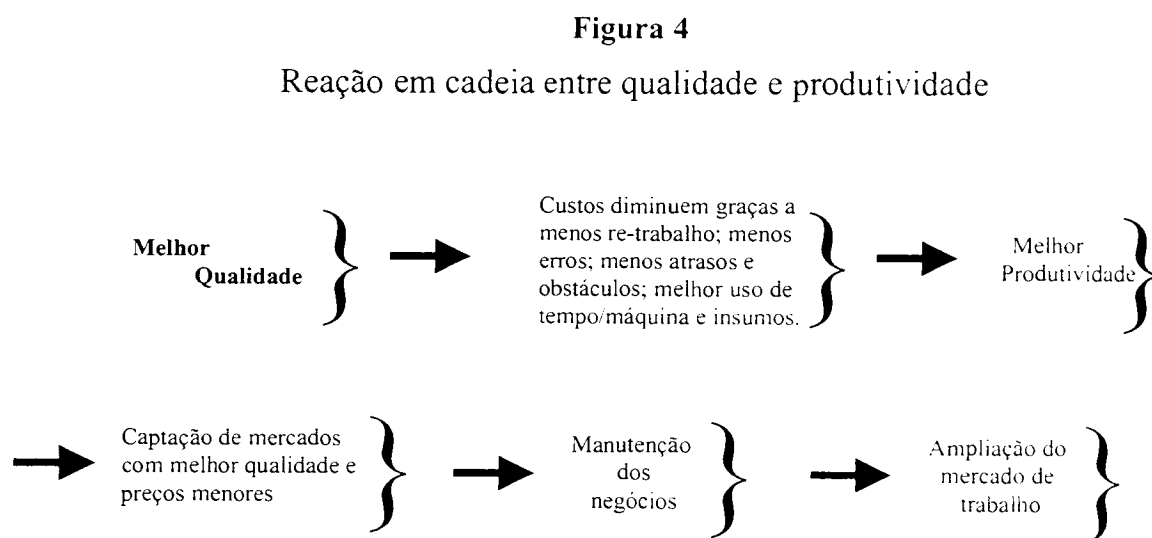 Figura 4
Reação em cadeia entre qualidade e produtividade
Melhor
Qualidade
Custos diminuem graças a
menos re-trabalho; menos
erros; menos atrasos e
obstáculos; melhor uso de
tempo/máquina e insumos.
Melhor
Produtividade
Captação de mercados
com melhor qualidade e
preços menores
Manutenção
dos
negócios
Ampliação do
mercado de
trabalho